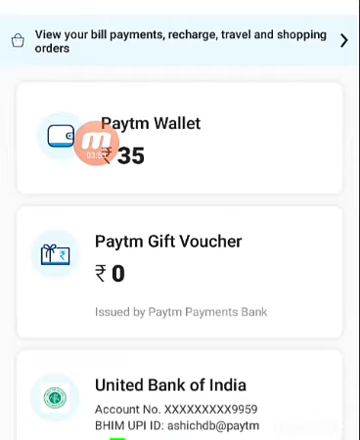 View your bill payments, recharge, travel and shopping
orders
Paytm Wallet
₹ 35
Paytm Gift Voucher
₹ 0
Issued by Paytm Payments Bank
United Bank of India
Account No. XXXXXXXXX9959
BHIM UPI ID: ashichdb@paytm